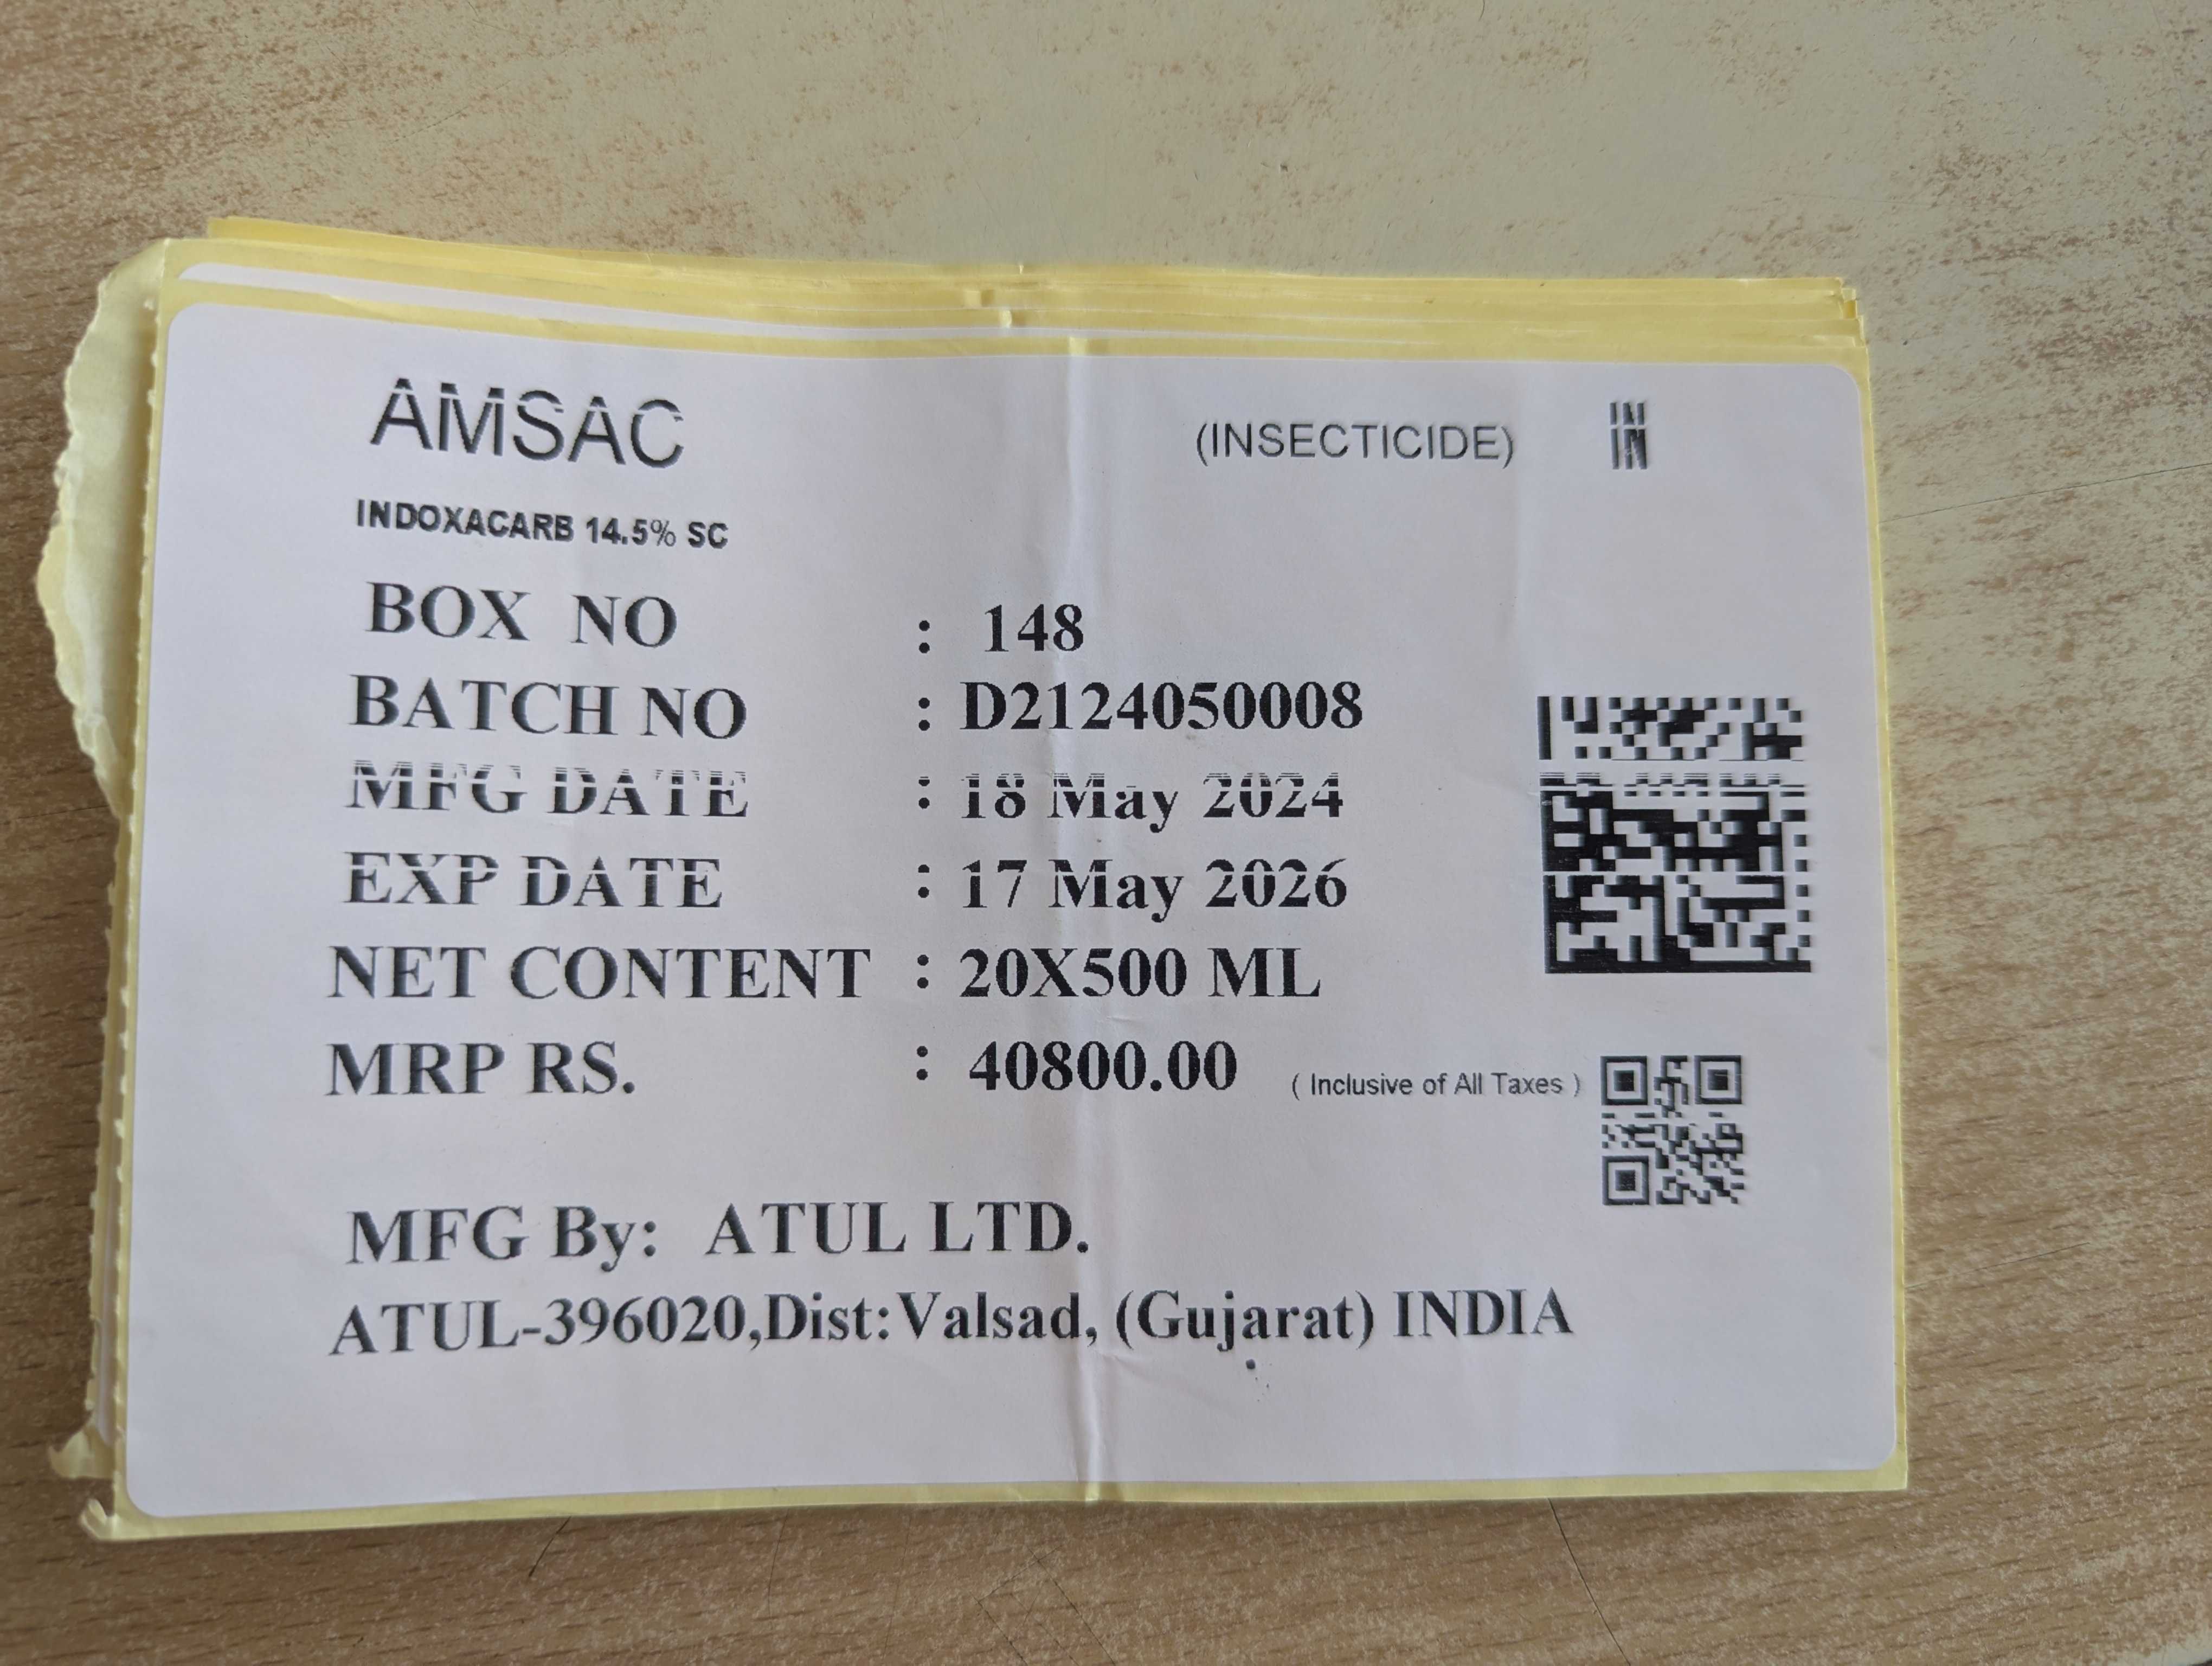 AMSAC (INSECTICIDE) IN
INDOXACARB 14.5% SC
BOX NO : 148
BATCH NO : D2124050008
MFG DATE : 18 May 2024
EXP DATE : 17 May 2026
NET CONTENT : 20X500 ML
MRP RS. : 40800.00 ( Inclusive of All Taxes )
MFG By: ATUL LTD.
ATUL-396020,Dist:Valsad, (Gujarat) INDIA